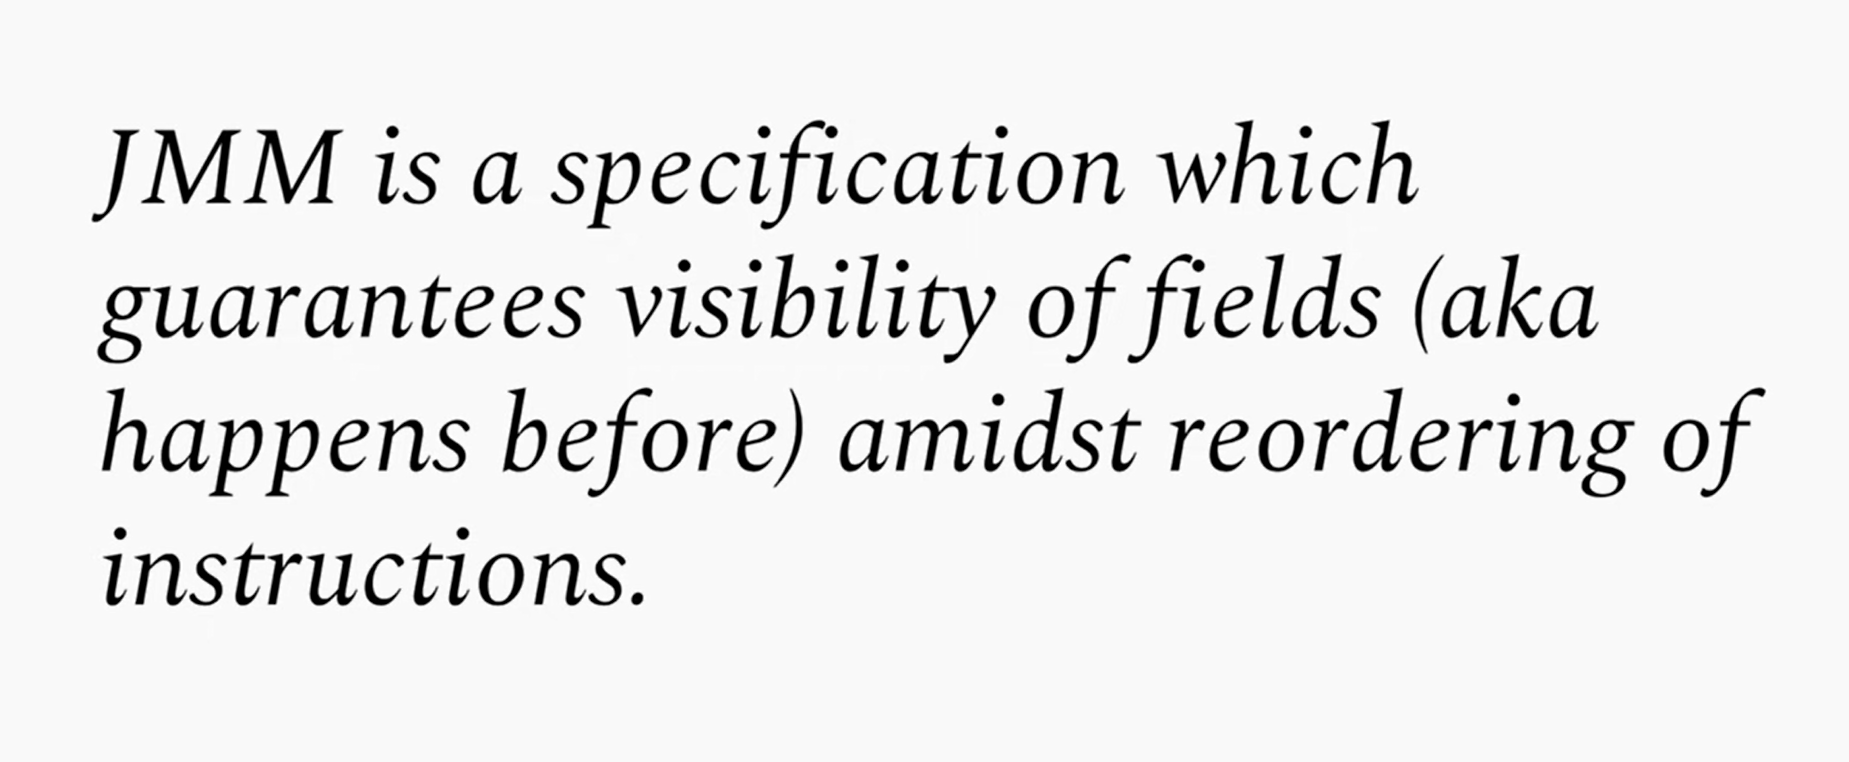 JMM is a specification which
guarantees visibility of fields (aka
happens before) amidst reordering of
instructions.